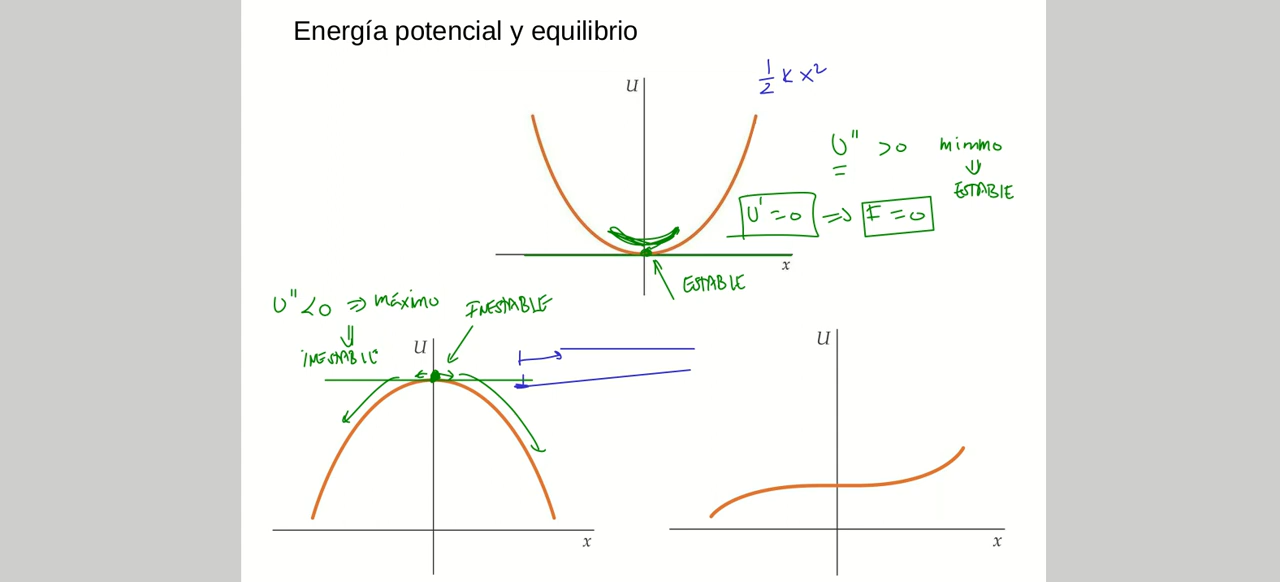 Energía potencial y equilibrio
U
1/2 k x²
U'' >0 mínimo
⇓
ESTABLE
U' = 0 ⇒ F = 0
x
ESTABLE
U'' <0 ⇒ máximo
⇓
INESTABLE
INESTABLE
U
x
U
x